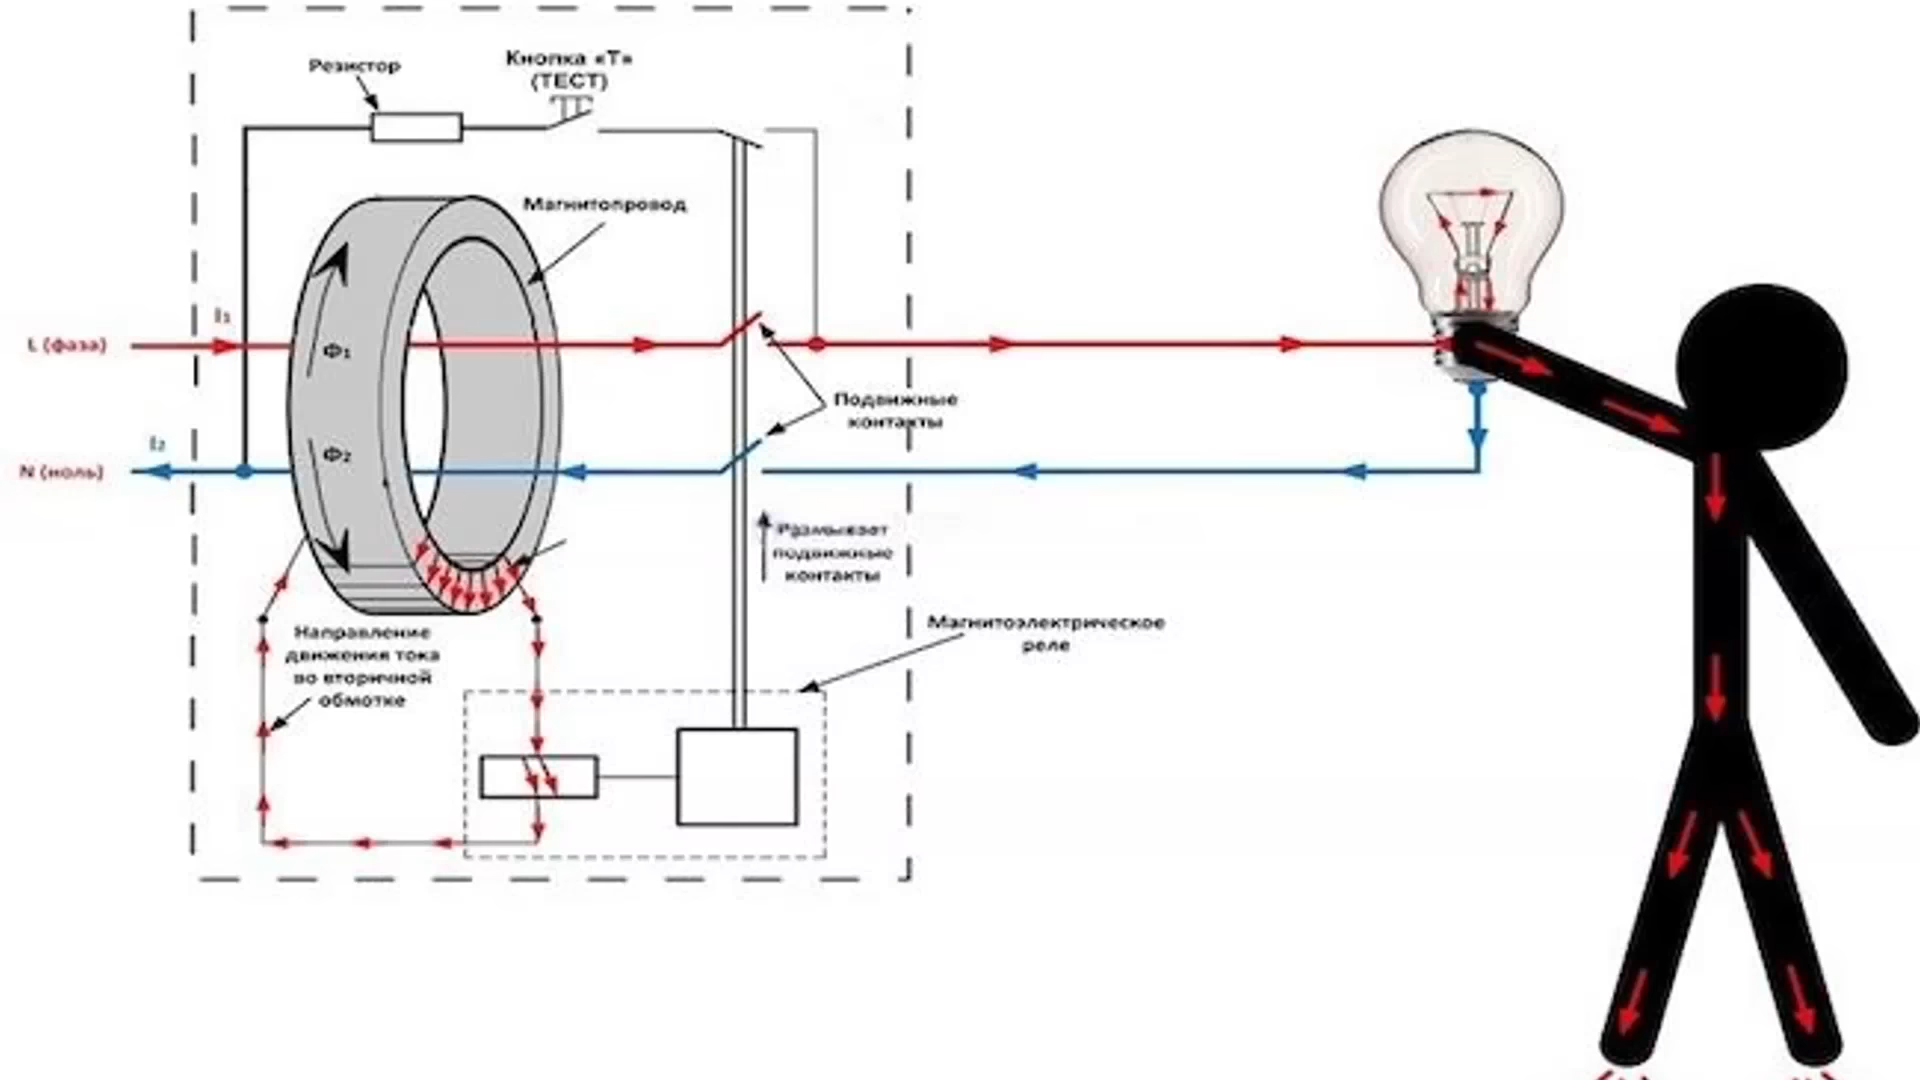 Резистор
Кнопка «Т»
(ТЕСТ)
Магнитопровод
I₁
L (фаза)
Ф₁
Подвижные
контакты
I₂
Ф₂
N (ноль)
Размыкает
подвижные
контакты
Направление
движения тока
во вторичной
обмотке
Магнитоэлектрическое
реле